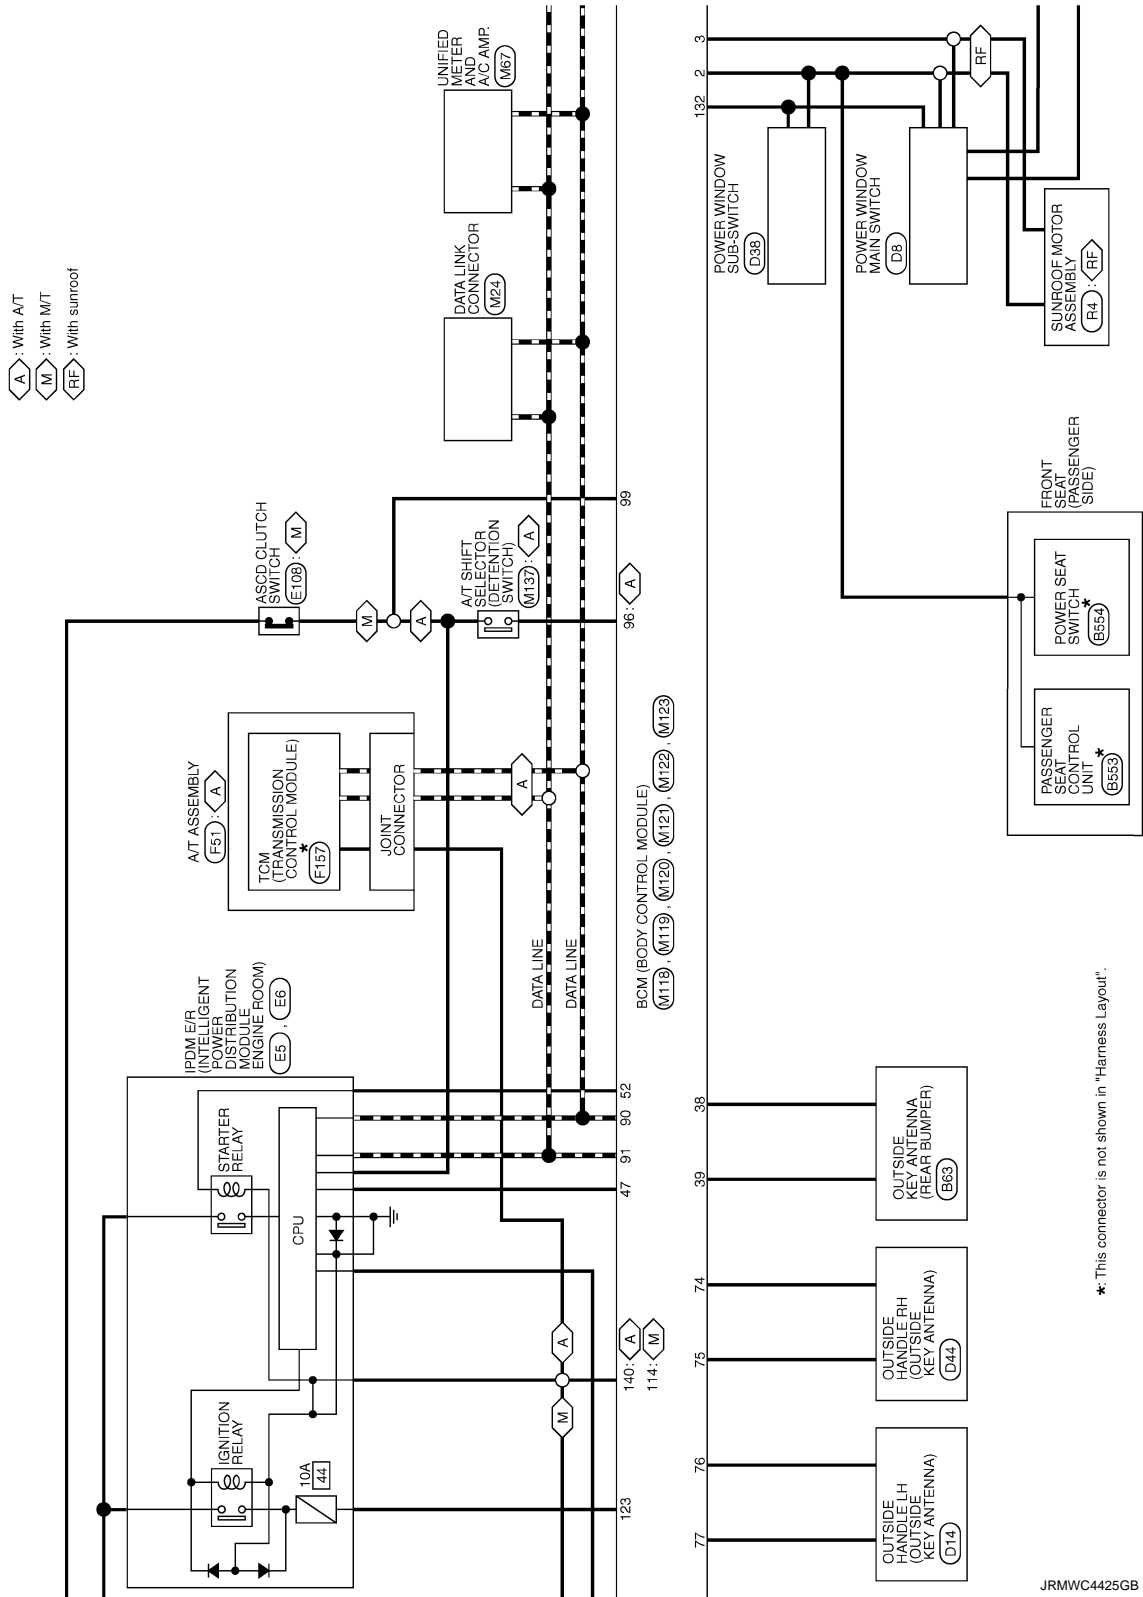 A : With A/T
M : With M/T
RF : With sunroof
IPDM E/R
(INTELLIGENT
POWER
DISTRIBUTION
MODULE
ENGINE ROOM)
E5 , E6
IGNITION
RELAY
10A
44
CPU
STARTER
RELAY
A/T ASSEMBLY
F51 : A
TCM
(TRANSMISSION
CONTROL MODULE)
*
F157
JOINT
CONNECTOR
ASCD CLUTCH
SWITCH
E108 : M
M
A
A/T SHIFT
SELECTOR
(DETENTION
SWITCH)
M137 : A
DATA LINK
CONNECTOR
M24
UNIFIED
METER
AND
A/C AMP.
M67
A
DATA LINE
DATA LINE
M
A
123
140: A
114: M
47
91
90
52
96: A
99
BCM (BODY CONTROL MODULE)
M118 , M119 , M120 , M121 , M122 , M123
77
76
75
74
39
38
132
2
3
OUTSIDE
HANDLE LH
(OUTSIDE
KEY ANTENNA)
D14
OUTSIDE
HANDLE RH
(OUTSIDE
KEY ANTENNA)
D44
OUTSIDE
KEY ANTENNA
(REAR BUMPER)
B63
FRONT
SEAT
(PASSENGER
SIDE)
PASSENGER
SEAT
CONTROL
UNIT *
B553
POWER SEAT
SWITCH *
B554
POWER WINDOW
SUB-SWITCH
D38
POWER WINDOW
MAIN SWITCH
D8
RF
SUNROOF MOTOR
ASSEMBLY
R4 : RF
*: This connector is not shown in "Harness Layout".
JRMWC4425GB